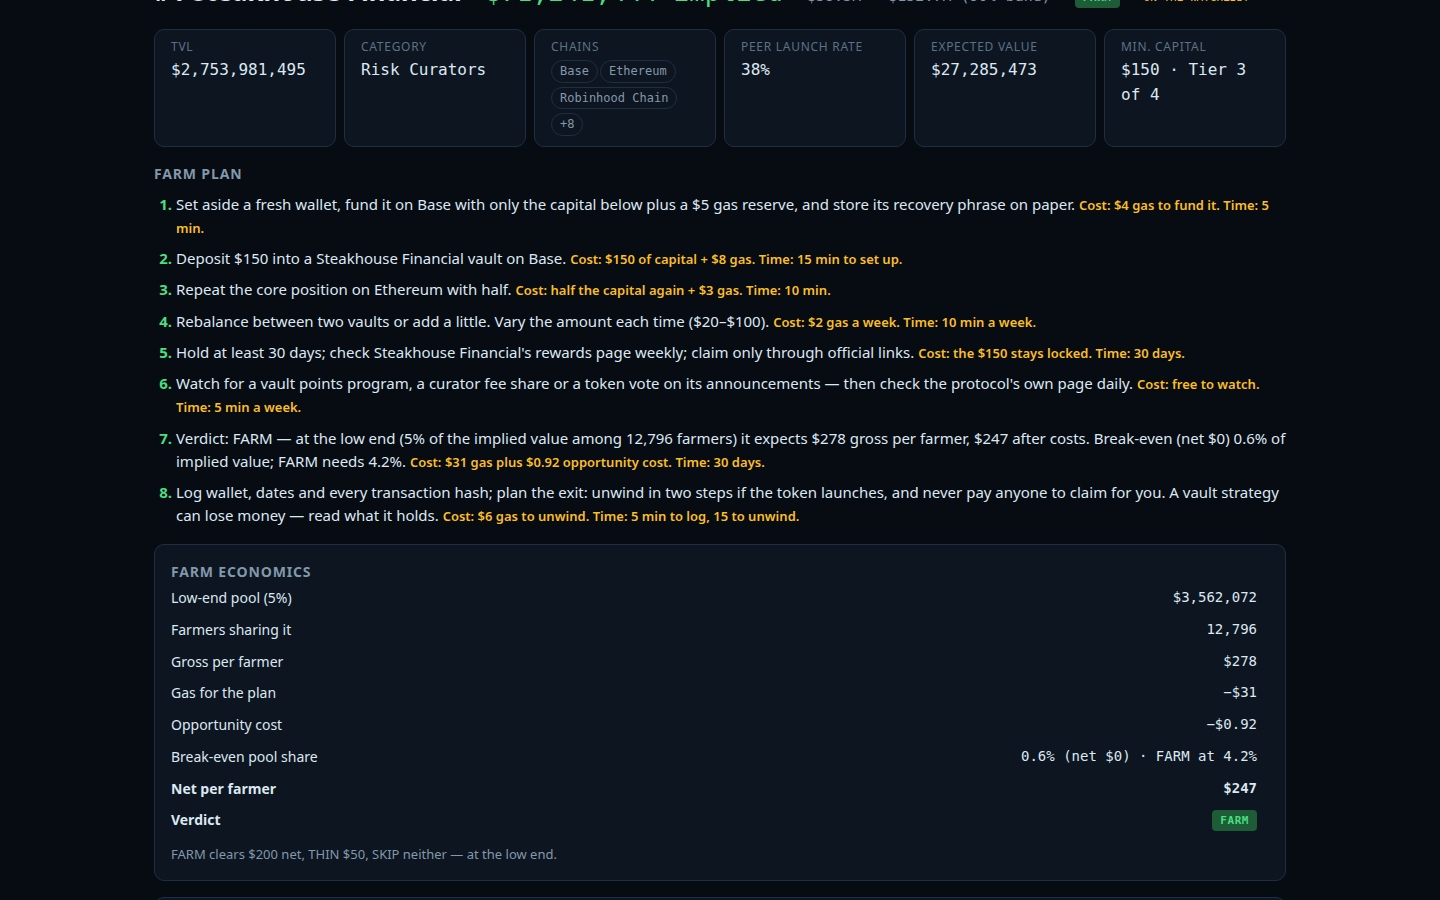 TVL
$2,753,981,495
CATEGORY
Risk Curators
CHAINS
Base Ethereum
Robinhood Chain
+8
PEER LAUNCH RATE
38%
EXPECTED VALUE
$27,285,473
MIN. CAPITAL
$150 · Tier 3
of 4
FARM PLAN
1. Set aside a fresh wallet, fund it on Base with only the capital below plus a $5 gas reserve, and store its recovery phrase on paper. Cost: $4 gas to fund it. Time: 5
min.
2. Deposit $150 into a Steakhouse Financial vault on Base. Cost: $150 of capital + $8 gas. Time: 15 min to set up.
3. Repeat the core position on Ethereum with half. Cost: half the capital again + $3 gas. Time: 10 min.
4. Rebalance between two vaults or add a little. Vary the amount each time ($20–$100). Cost: $2 gas a week. Time: 10 min a week.
5. Hold at least 30 days; check Steakhouse Financial's rewards page weekly; claim only through official links. Cost: the $150 stays locked. Time: 30 days.
6. Watch for a vault points program, a curator fee share or a token vote on its announcements — then check the protocol's own page daily. Cost: free to watch.
Time: 5 min a week.
7. Verdict: FARM — at the low end (5% of the implied value among 12,796 farmers) it expects $278 gross per farmer, $247 after costs. Break-even (net $0) 0.6% of
implied value; FARM needs 4.2%. Cost: $31 gas plus $0.92 opportunity cost. Time: 30 days.
8. Log wallet, dates and every transaction hash; plan the exit: unwind in two steps if the token launches, and never pay anyone to claim for you. A vault strategy
can lose money — read what it holds. Cost: $6 gas to unwind. Time: 5 min to log, 15 to unwind.
FARM ECONOMICS
Low-end pool (5%) $3,562,072
Farmers sharing it 12,796
Gross per farmer $278
Gas for the plan −$31
Opportunity cost −$0.92
Break-even pool share 0.6% (net $0) · FARM at 4.2%
Net per farmer $247
Verdict FARM
FARM clears $200 net, THIN $50, SKIP neither — at the low end.